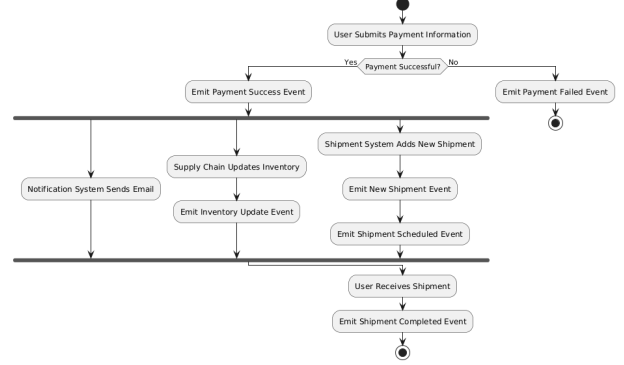 User Submits Payment Information
Yes
Payment Successful?
No
Emit Payment Success Event
Emit Payment Failed Event
Shipment System Adds New Shipment
Supply Chain Updates Inventory
Notification System Sends Email
Emit New Shipment Event
Emit Inventory Update Event
Emit Shipment Scheduled Event
User Receives Shipment
Emit Shipment Completed Event